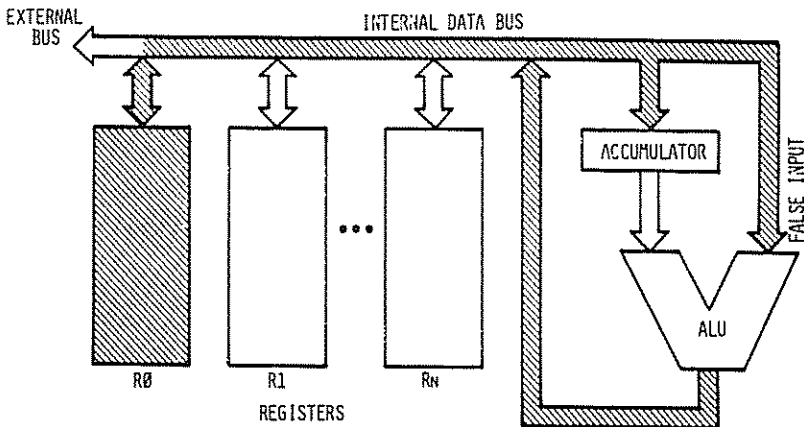 EXTERNAL
BUS
INTERNAL DATA BUS
ACCUMULATOR
FALSE INPUT
ALU
RØ
R1
•••
RN
REGISTERS